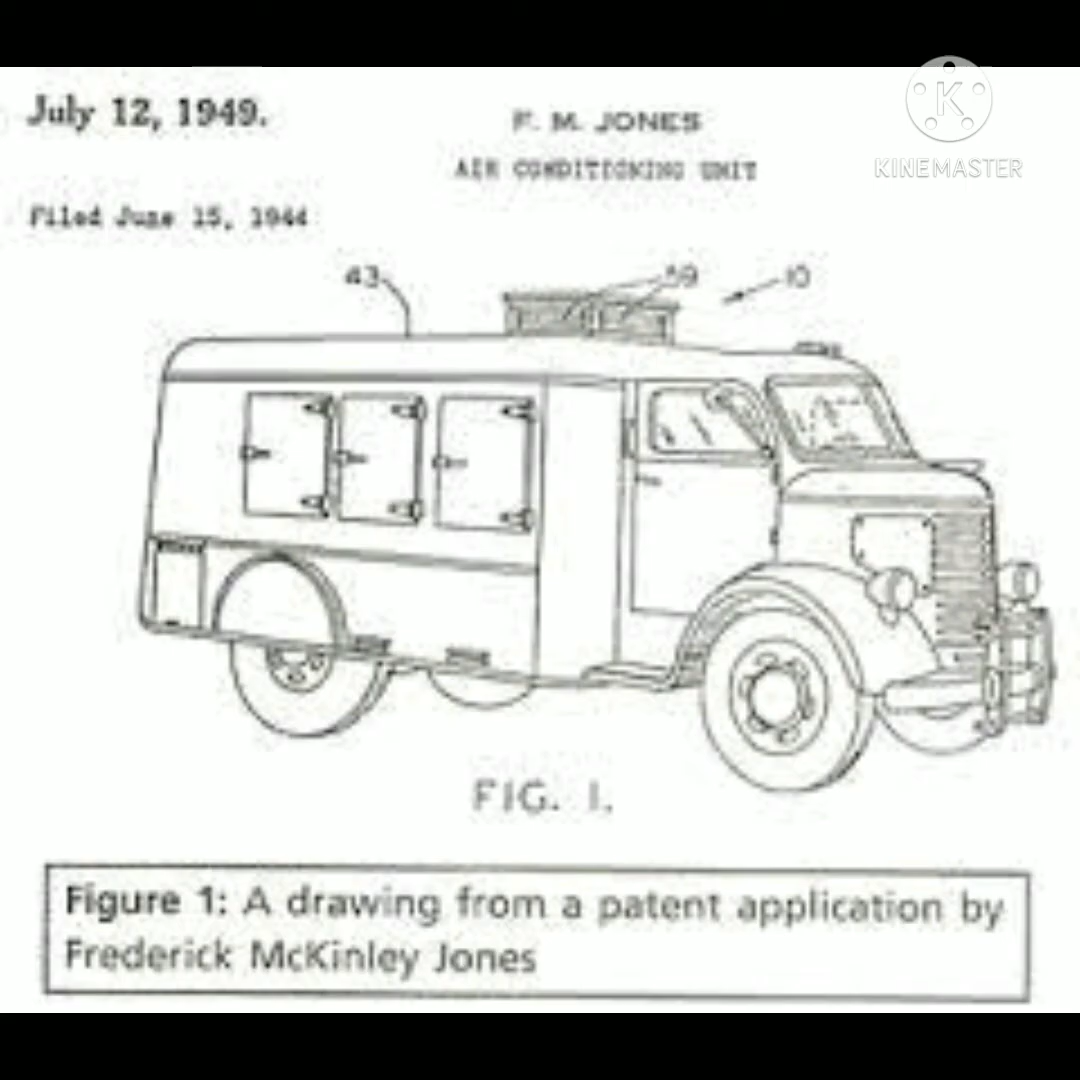 July 12, 1949.
F. M. JONES
AIR CONDITIONING UNIT
K
KINEMASTER
Filed June 15, 1944
43
59
10
FIG. 1.
Figure 1: A drawing from a patent application by
Frederick McKinley Jones